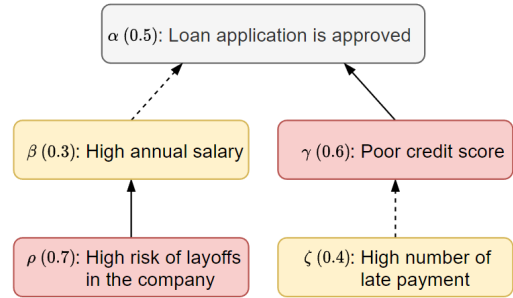 α (0.5): Loan application is approved
β (0.3): High annual salary
γ (0.6): Poor credit score
ρ (0.7): High risk of layoffs
in the company
ζ (0.4): High number of
late payment